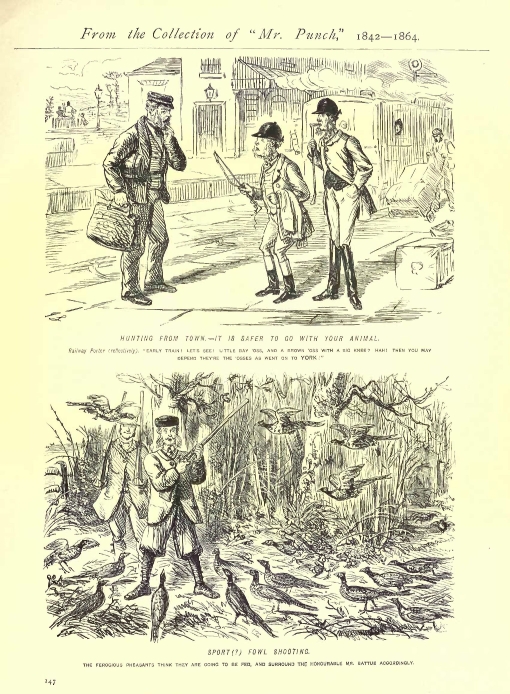 From the Collection of "Mr. Punch," 1842—1864.
HUNTING FROM TOWN.—IT IS SAFER TO GO WITH YOUR ANIMAL.
Railway Porter (reflectively). "EARLY TRAIN! LET'S SEE! LITTLE BAY 'OSS, AND A BROWN 'OSS WITH A BIG KNEE? HAH! THEN YOU MAY
DEPEND THEY'RE THE 'OSSES AS WENT ON TO YORK!"
SPORT(?) FOWL SHOOTING.
THE FEROCIOUS PHEASANTS THINK THEY ARE GOING TO BE FED, AND SURROUND THE HONOURABLE MR. BATTUE ACCORDINGLY.
147